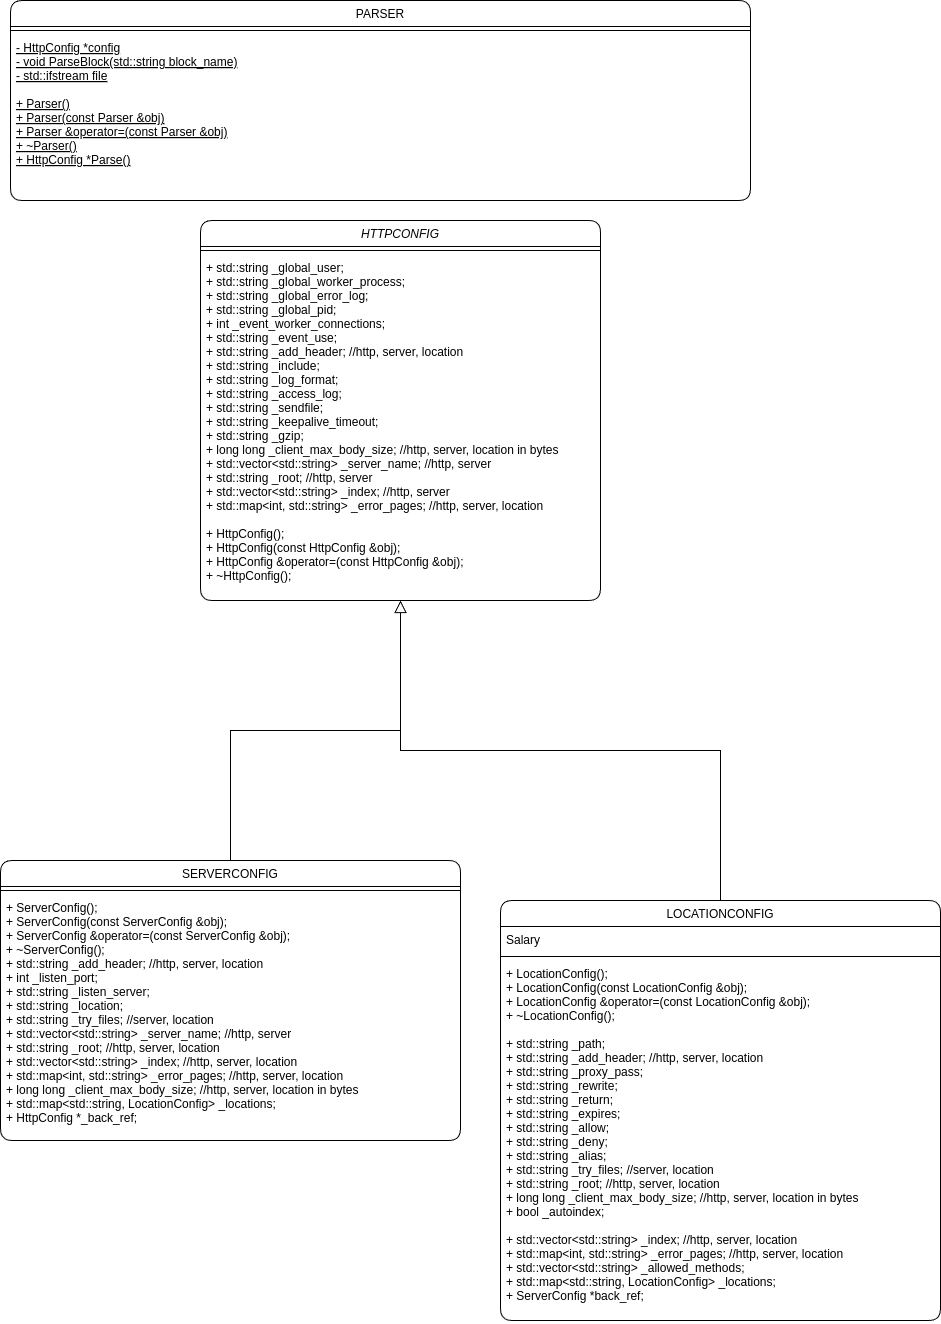 PARSER
- HttpConfig *config
- void ParseBlock(std::string block_name)
- std::ifstream file
+ Parser()
+ Parser(const Parser &obj)
+ Parser &operator=(const Parser &obj)
+ ~Parser()
+ HttpConfig *Parse()
HTTPCONFIG
+ std::string _global_user;
+ std::string _global_worker_process;
+ std::string _global_error_log;
+ std::string _global_pid;
+ int _event_worker_connections;
+ std::string _event_use;
+ std::string _add_header; //http, server, location
+ std::string _include;
+ std::string _log_format;
+ std::string _access_log;
+ std::string _sendfile;
+ std::string _keepalive_timeout;
+ std::string _gzip;
+ long long _client_max_body_size; //http, server, location in bytes
+ std::vector<std::string> _server_name; //http, server
+ std::string _root; //http, server
+ std::vector<std::string> _index; //http, server
+ std::map<int, std::string> _error_pages; //http, server, location
+ HttpConfig();
+ HttpConfig(const HttpConfig &obj);
+ HttpConfig &operator=(const HttpConfig &obj);
+ ~HttpConfig();
SERVERCONFIG
+ ServerConfig();
+ ServerConfig(const ServerConfig &obj);
+ ServerConfig &operator=(const ServerConfig &obj);
+ ~ServerConfig();
+ std::string _add_header; //http, server, location
+ int _listen_port;
+ std::string _listen_server;
+ std::string _location;
+ std::string _try_files; //server, location
+ std::vector<std::string> _server_name; //http, server
+ std::string _root; //http, server, location
+ std::vector<std::string> _index; //http, server, location
+ std::map<int, std::string> _error_pages; //http, server, location
+ long long _client_max_body_size; //http, server, location in bytes
+ std::map<std::string, LocationConfig> _locations;
+ HttpConfig *_back_ref;
LOCATIONCONFIG
Salary
+ LocationConfig();
+ LocationConfig(const LocationConfig &obj);
+ LocationConfig &operator=(const LocationConfig &obj);
+ ~LocationConfig();
+ std::string _path;
+ std::string _add_header; //http, server, location
+ std::string _proxy_pass;
+ std::string _rewrite;
+ std::string _return;
+ std::string _expires;
+ std::string _allow;
+ std::string _deny;
+ std::string _alias;
+ std::string _try_files; //server, location
+ std::string _root; //http, server, location
+ long long _client_max_body_size; //http, server, location in bytes
+ bool _autoindex;
+ std::vector<std::string> _index; //http, server, location
+ std::map<int, std::string> _error_pages; //http, server, location
+ std::vector<std::string> _allowed_methods;
+ std::map<std::string, LocationConfig> _locations;
+ ServerConfig *back_ref;